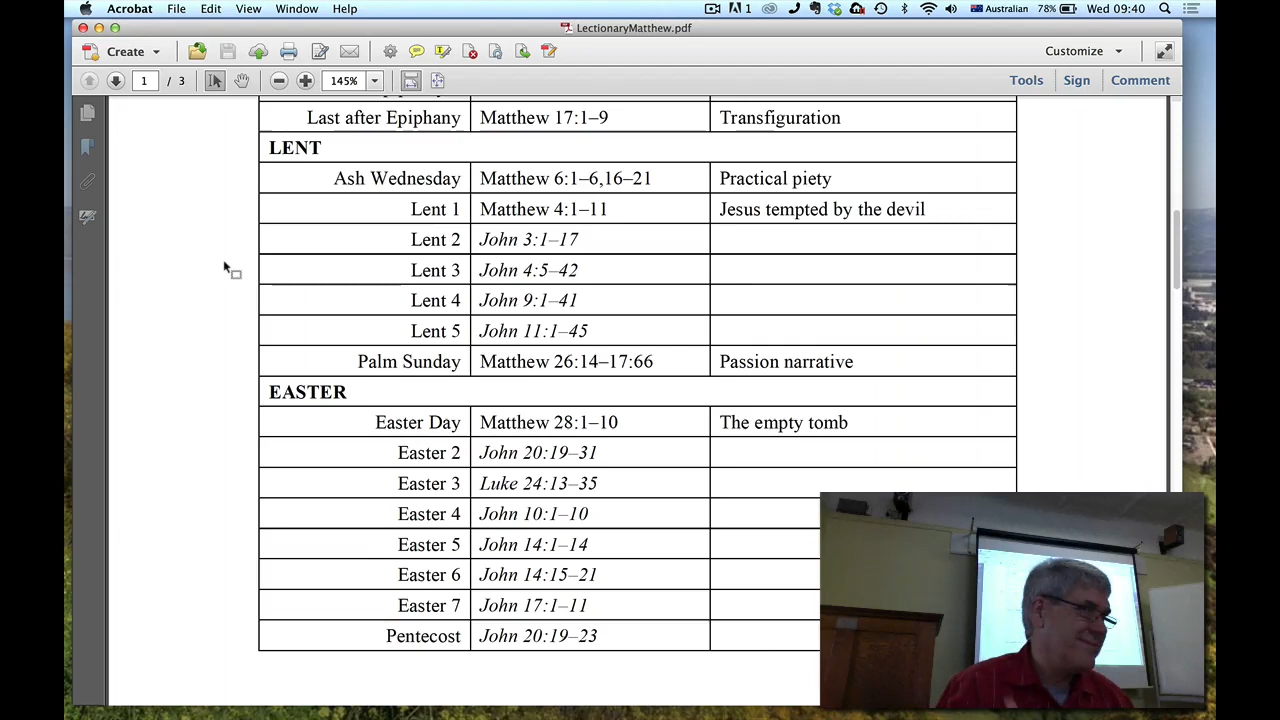 Acrobat File Edit View Window Help 1 Australian 78% Wed 09:40
LectionaryMatthew.pdf
Create Customize
1 / 3 145% Tools Sign Comment
Last after Epiphany Matthew 17:1–9 Transfiguration
LENT
Ash Wednesday Matthew 6:1–6,16–21 Practical piety
Lent 1 Matthew 4:1–11 Jesus tempted by the devil
Lent 2 John 3:1–17
Lent 3 John 4:5–42
Lent 4 John 9:1–41
Lent 5 John 11:1–45
Palm Sunday Matthew 26:14–17:66 Passion narrative
EASTER
Easter Day Matthew 28:1–10 The empty tomb
Easter 2 John 20:19–31
Easter 3 Luke 24:13–35
Easter 4 John 10:1–10
Easter 5 John 14:1–14
Easter 6 John 14:15–21
Easter 7 John 17:1–11
Pentecost John 20:19–23